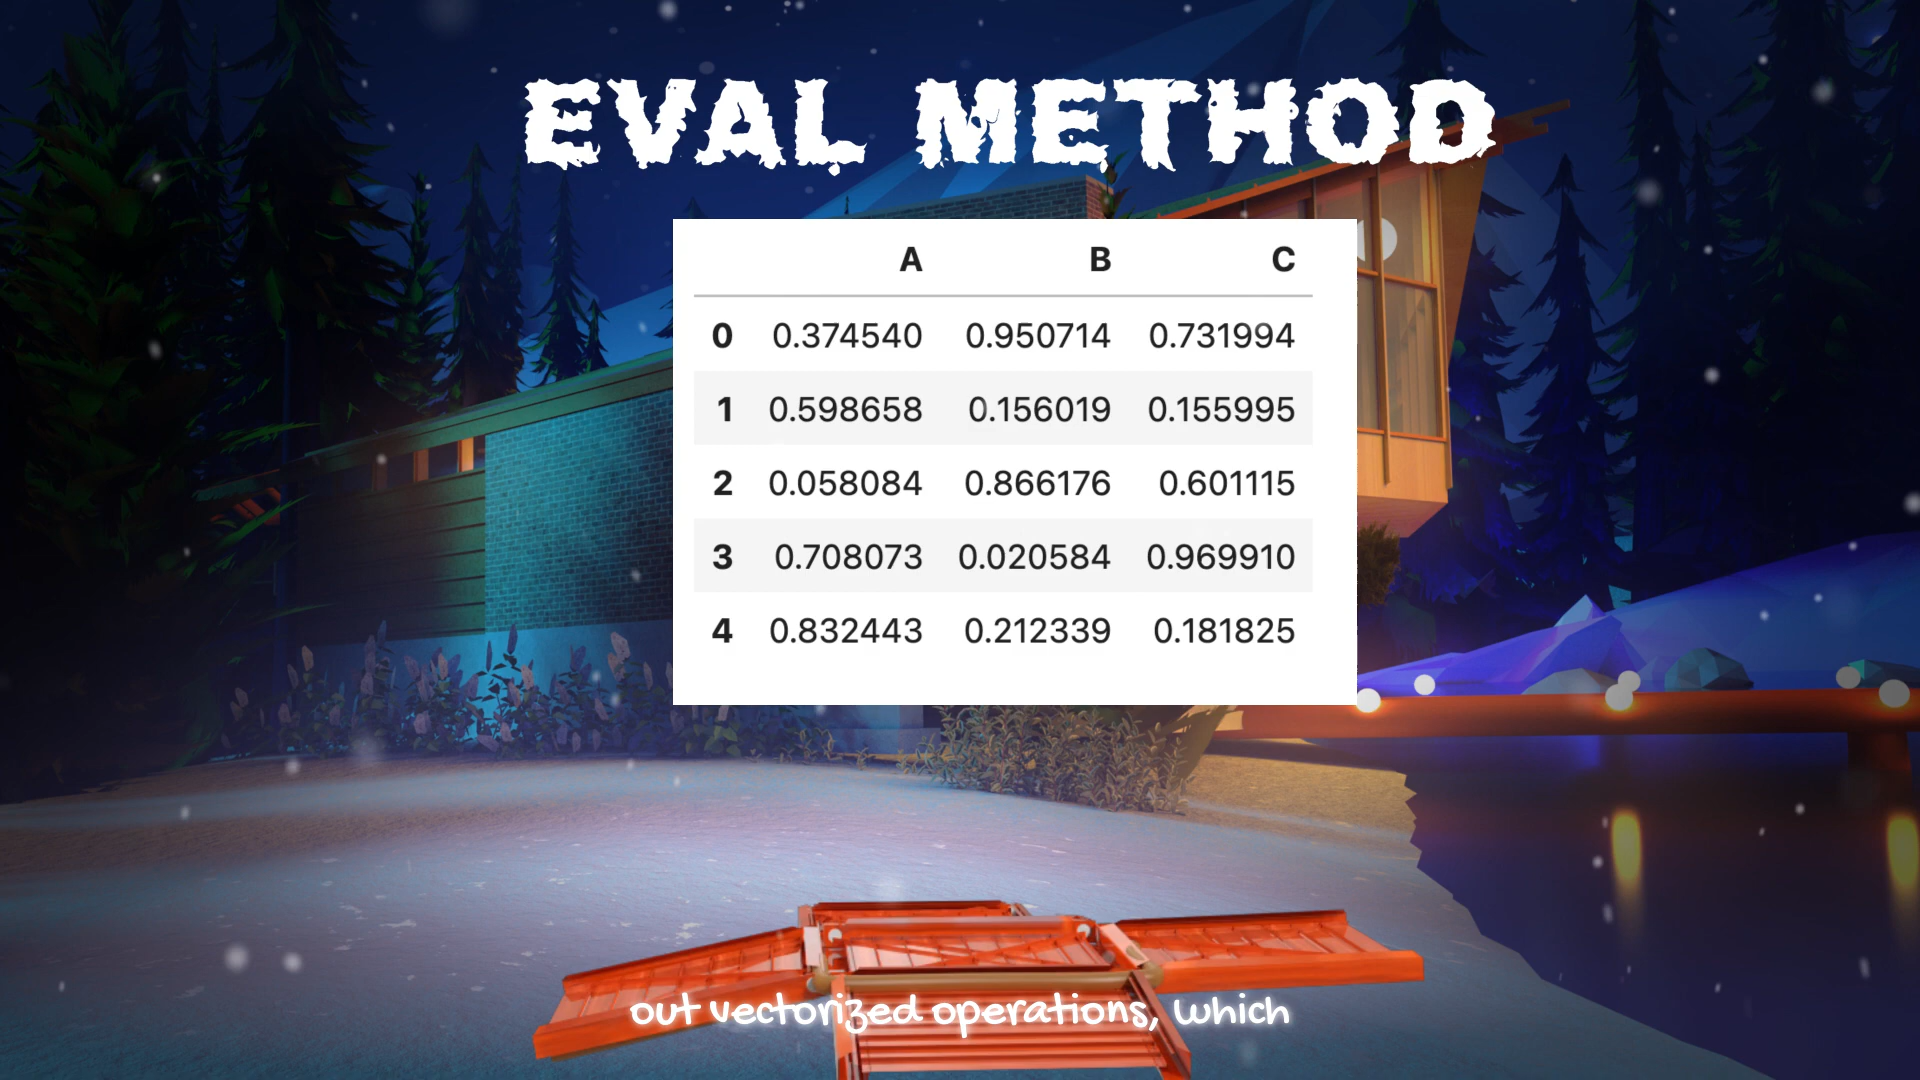 EVAL METHOD
A B C
0 0.374540 0.950714 0.731994
1 0.598658 0.156019 0.155995
2 0.058084 0.866176 0.601115
3 0.708073 0.020584 0.969910
4 0.832443 0.212339 0.181825
out vectorized operations, which